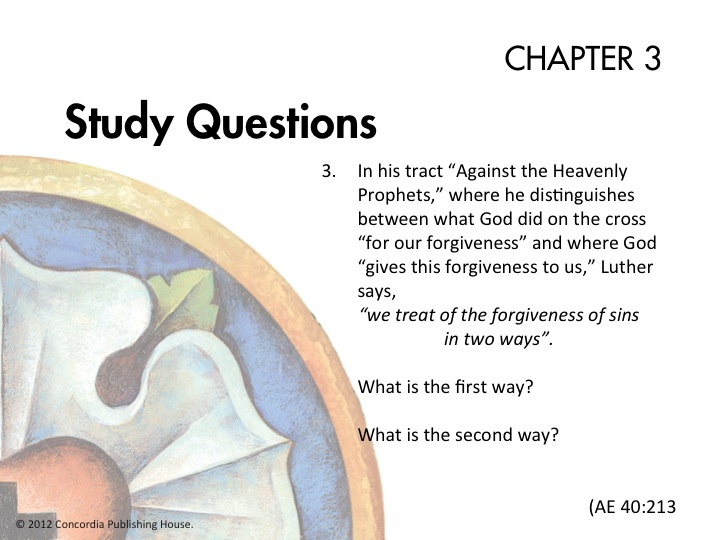 CHAPTER 3
Study Questions
3. In his tract “Against the Heavenly
Prophets,” where he distinguishes
between what God did on the cross
“for our forgiveness” and where God
“gives this forgiveness to us,” Luther
says,
“we treat of the forgiveness of sins
in two ways”.
What is the first way?
What is the second way?
(AE 40:213
© 2012 Concordia Publishing House.